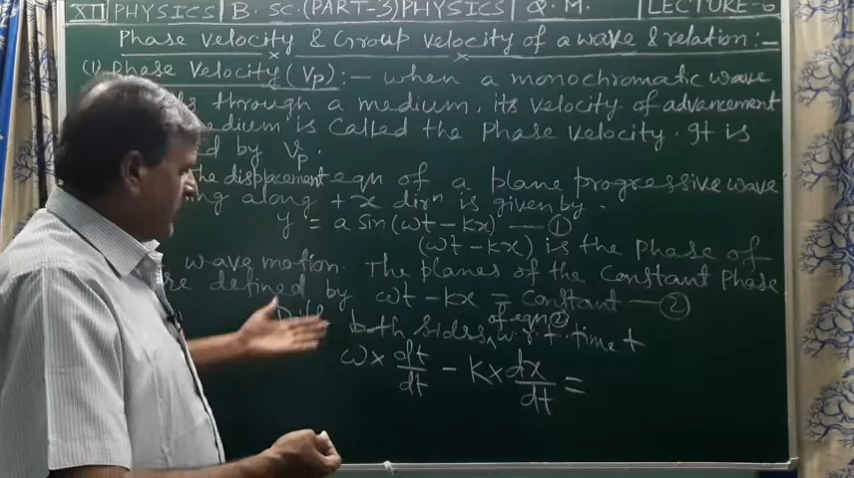 XII PHYSICS B. SC. (PART-3) PHYSICS Q. M. LECTURE-6
Phase velocity & Group velocity of a wave & relation:-
(1) Phase Velocity (Vp):- when a monochromatic wave
through a medium, its velocity of advancement
medium is called the Phase velocity. It is
by Vp.
the displacement eqn of a plane progressive wave
along +x dirn is given by.
y = a sin(ωt - kx) — ①
(ωt - kx) is the phase of
wave motion. The planes of the constant Phase
are defined by ωt - kx = constant — ②
Diff. both sides of eqn② w.r.t. time t
ω× dt/dt - K× dx/dt =